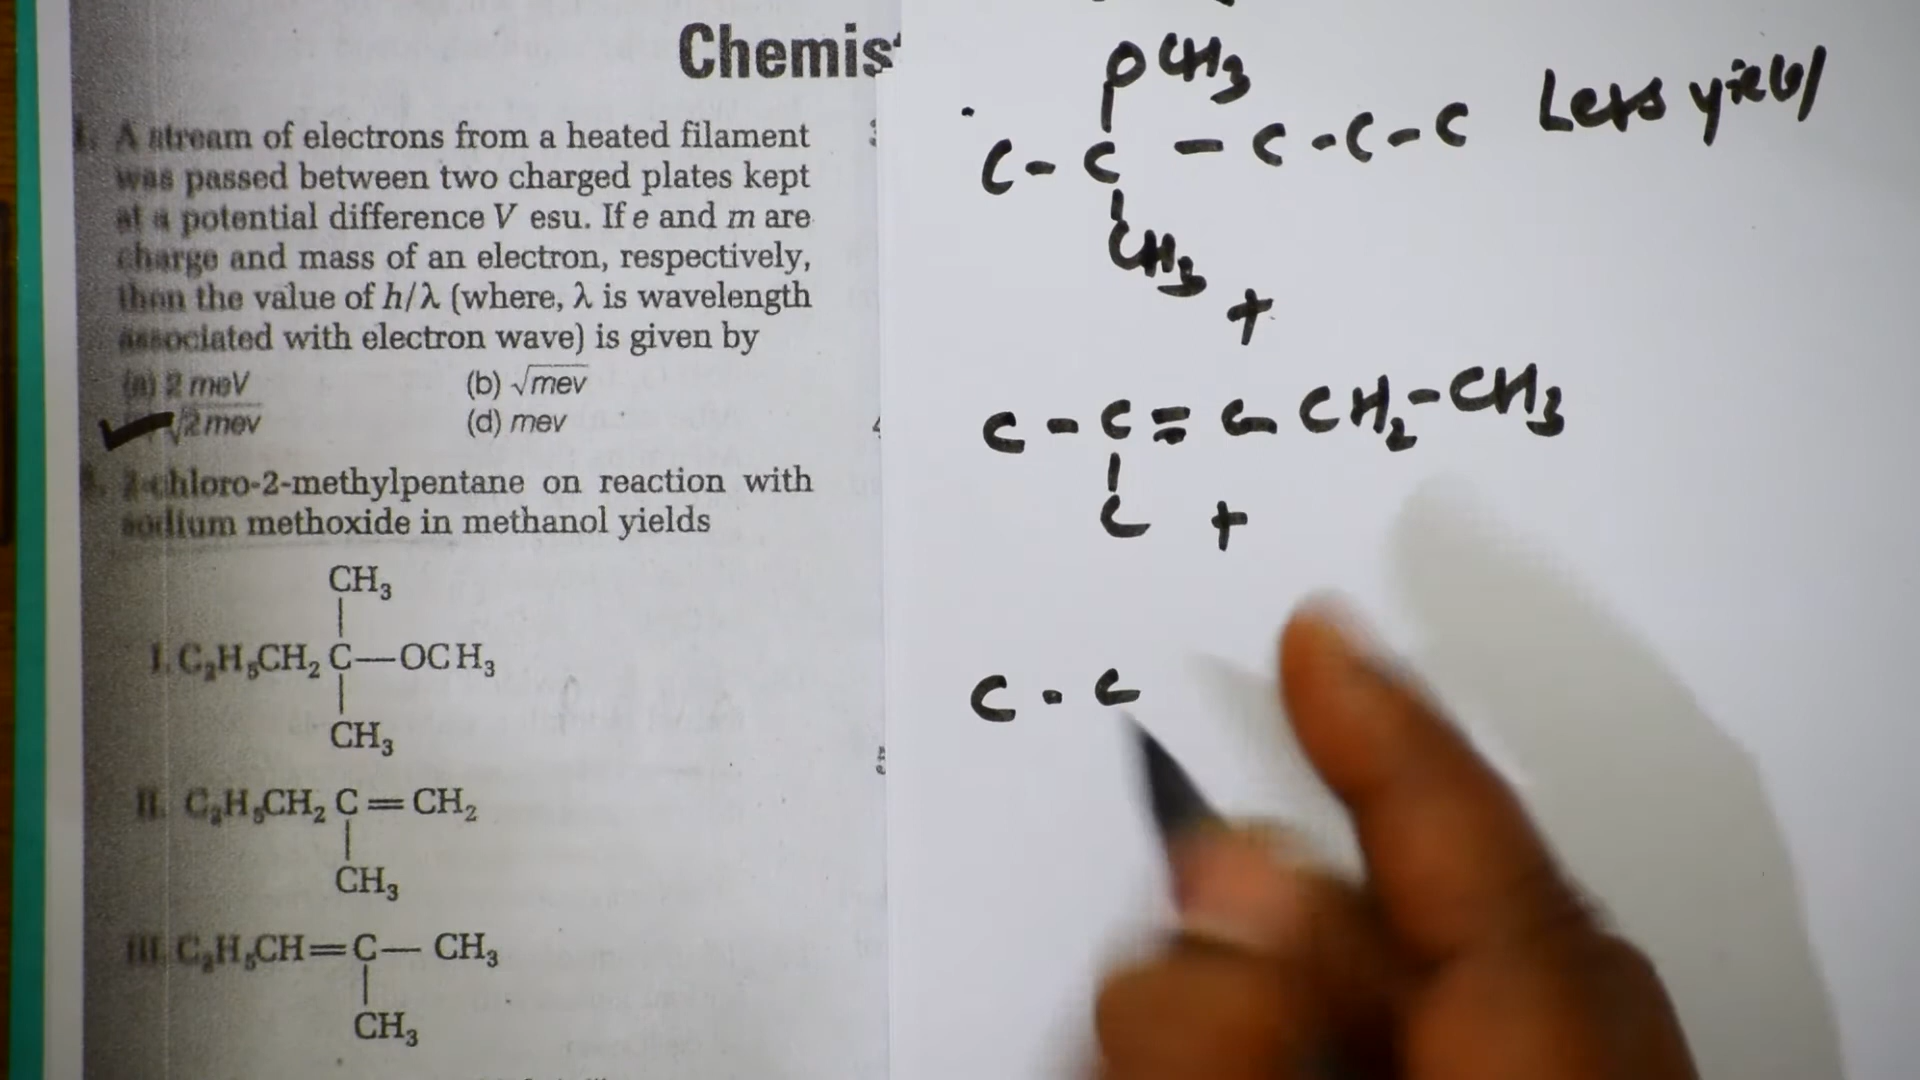 Chemis
1. A stream of electrons from a heated filament
was passed between two charged plates kept
at a potential difference V esu. If e and m are
charge and mass of an electron, respectively,
then the value of h/λ (where, λ is wavelength
associated with electron wave) is given by
(a) 2 meV (b) √mev
√2 mev (d) mev
2-chloro-2-methylpentane on reaction with
sodium methoxide in methanol yields
CH3
I. C2H5CH2 C—OCH3
CH3
II. C2H5CH2 C=CH2
CH3
III. C2H5CH=C—CH3
CH3
OCH3
C-C-C-C-C Less yield
CH3
+
C-C=C-CH2-CH3
C +
C-C